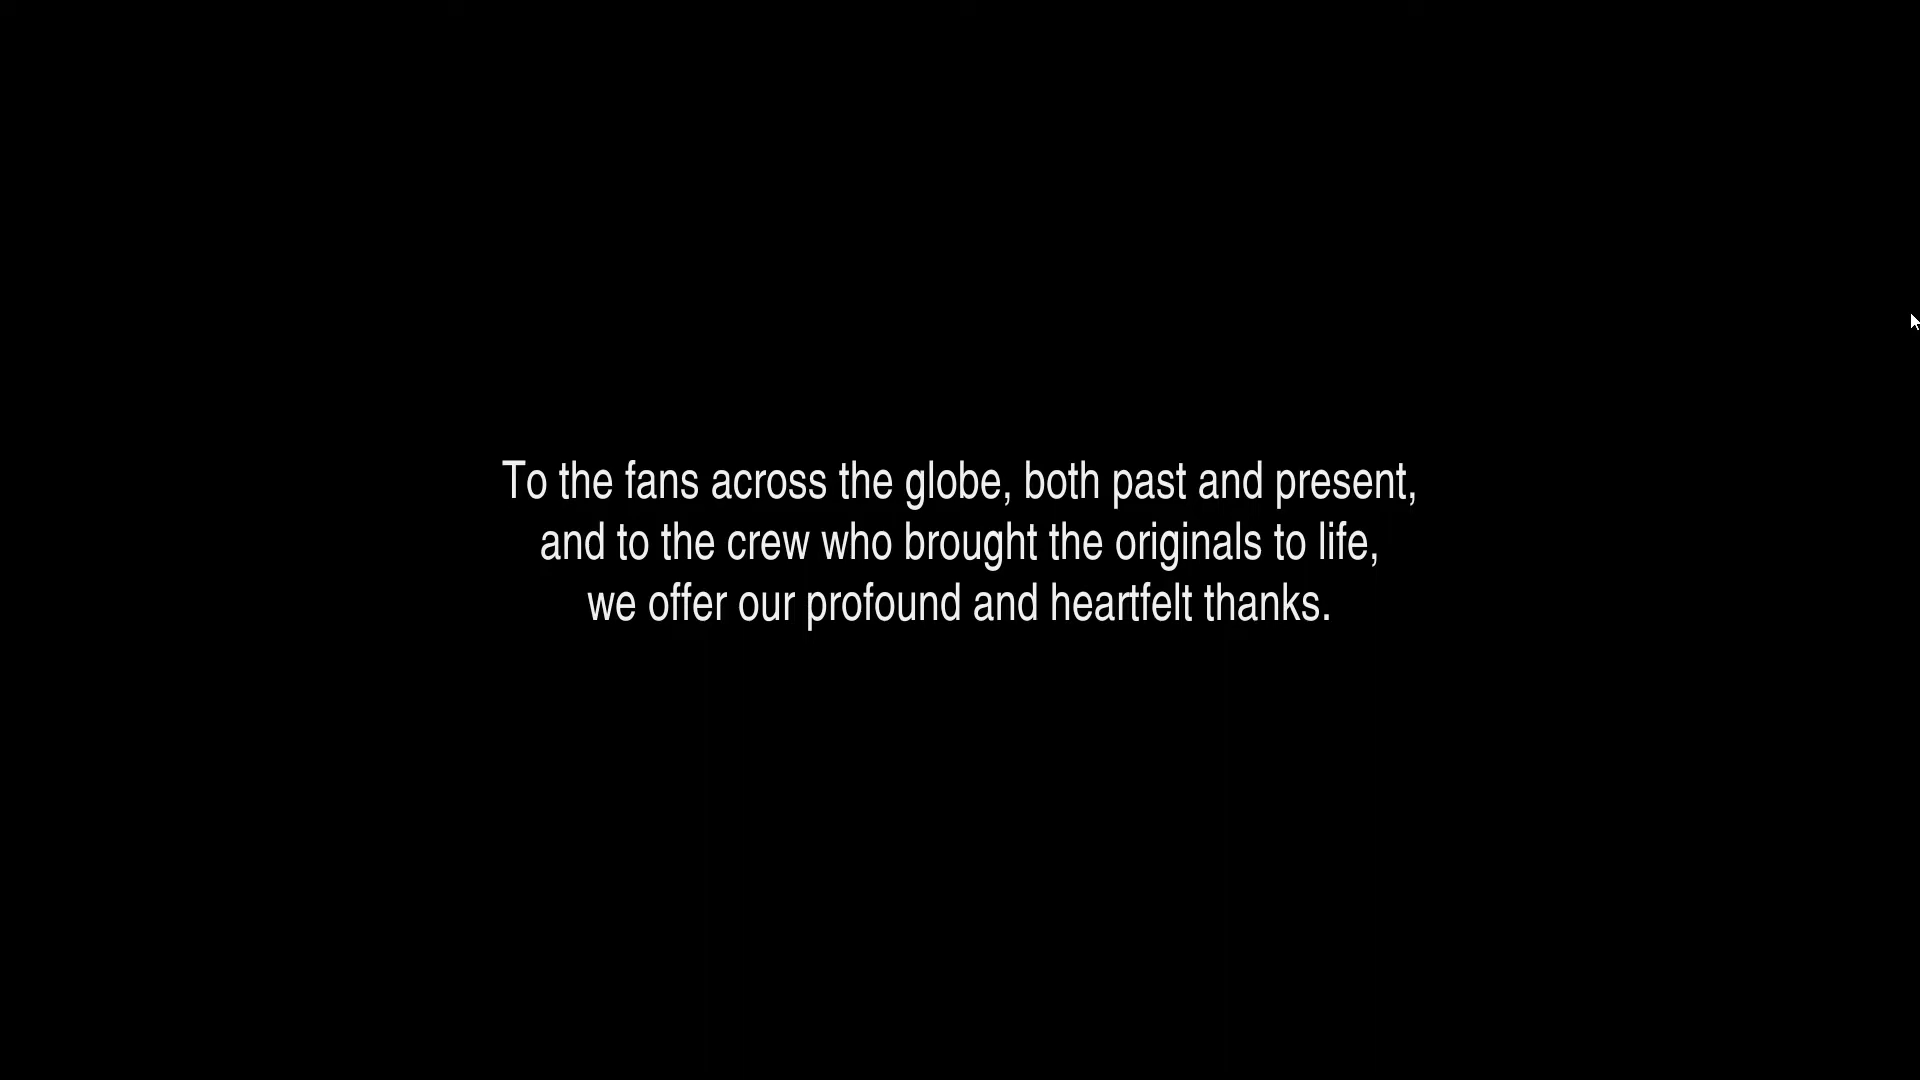 To the fans across the globe, both past and present,
and to the crew who brought the originals to life,
we offer our profound and heartfelt thanks.